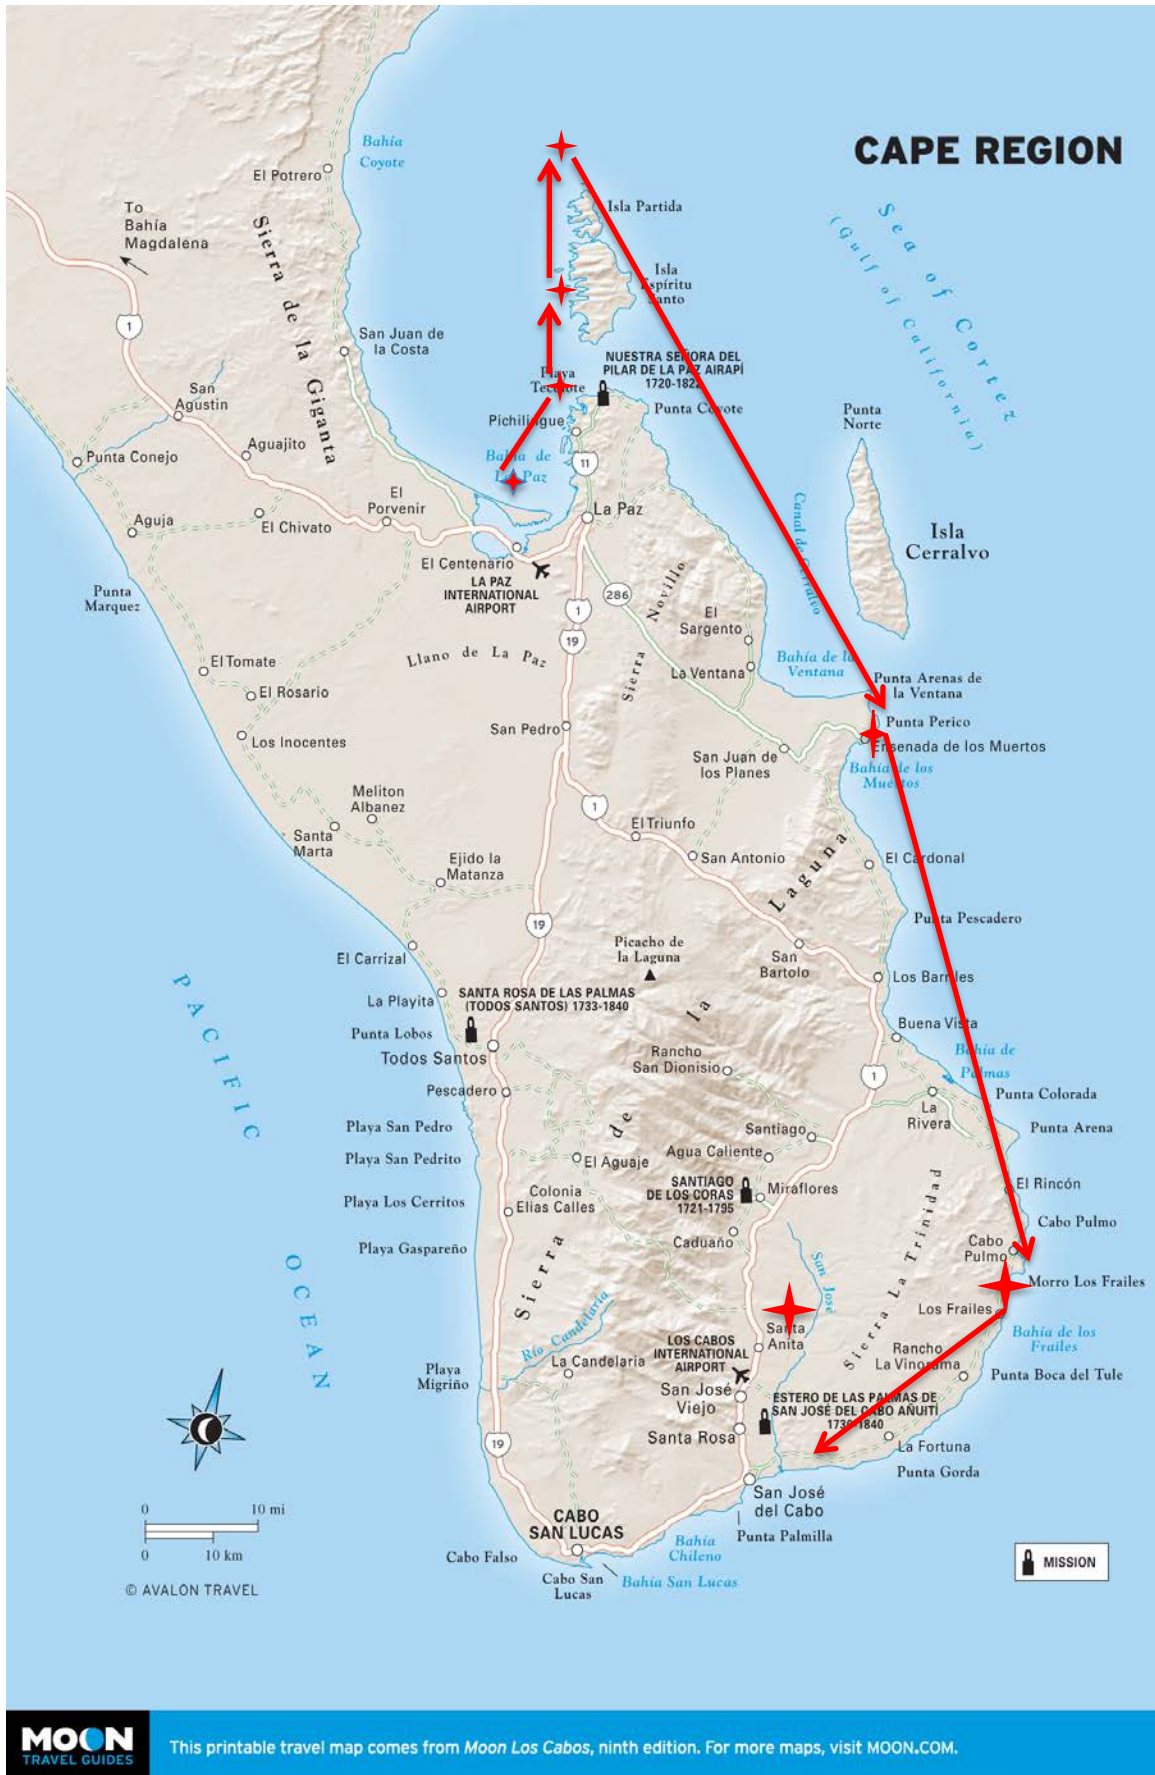 CAPE REGION
Bahía
Coyote
El Potrero
To
Bahía
Magdalena
Sierra de la Giganta
Isla Partida
Isla
Espíritu
Santo
Sea of Cortez
(Gulf of California)
1
San Juan de
la Costa
NUESTRA SEÑORA DEL
PILAR DE LA PAZ AIRAPÍ
1720-1822
Playa
Tecolote
San
Agustin
Pichilingue
Punta Coyote
Punta
Norte
Aguajito
Punta Conejo
Bahía de
La Paz
11
El
Porvenir
Aguja
El Chivato
La Paz
Canal de Cerralvo
Isla
Cerralvo
El Centenario
LA PAZ
INTERNATIONAL
AIRPORT
Punta
Marquez
286
1
19
Sierra Novillo
El
Sargento
Llano de La Paz
El Tomate
La Ventana
Bahía de la
Ventana
Punta Arenas de
la Ventana
El Rosario
San Pedro
Punta Perico
Los Inocentes
Ensenada de los Muertos
San Juan de
los Planes
Bahía de los
Muertos
Meliton
Albanez
1
El Triunfo
Santa
Marta
Ejido la
Matanza
San Antonio
El Cardonal
Sierra de la Laguna
19
Punta Pescadero
Picacho de
la Laguna
San
Bartolo
El Carrizal
Los Barriles
La Playita
SANTA ROSA DE LAS PALMAS
(TODOS SANTOS) 1733-1840
Punta Lobos
Buena Vista
Todos Santos
Rancho
San Dionisio
Bahía de
Palmas
1
Pescadero
Punta Colorada
La
Rivera
Playa San Pedro
Santiago
Punta Arena
Playa San Pedrito
El Aguaje
Agua Caliente
SANTIAGO
DE LOS CORAS
1721-1795
Miraflores
El Rincón
Playa Los Cerritos
Colonia
Elias Calles
Sierra La Trinidad
Cabo Pulmo
Playa Gaspareño
Caduaño
Cabo
Pulmo
San José
Morro Los Frailes
Los Frailes
Río Candelaria
Santa
Anita
Bahía de los
Frailes
LOS CABOS
INTERNATIONAL
AIRPORT
Rancho
La Vinorama
La Candelaria
Playa
Migriño
Punta Boca del Tule
San José
Viejo
ESTERO DE LAS PALMAS DE
SAN JOSÉ DEL CABO AÑUITÍ
1730-1840
Santa Rosa
19
La Fortuna
Punta Gorda
San José
del Cabo
PACIFIC OCEAN
0 10 mi
0 10 km
© AVALON TRAVEL
CABO
SAN LUCAS
Punta Palmilla
Bahía
Chileno
Cabo Falso
Cabo San
Lucas
Bahía San Lucas
MISSION
MOON
TRAVEL GUIDES
This printable travel map comes from Moon Los Cabos, ninth edition. For more maps, visit MOON.COM.